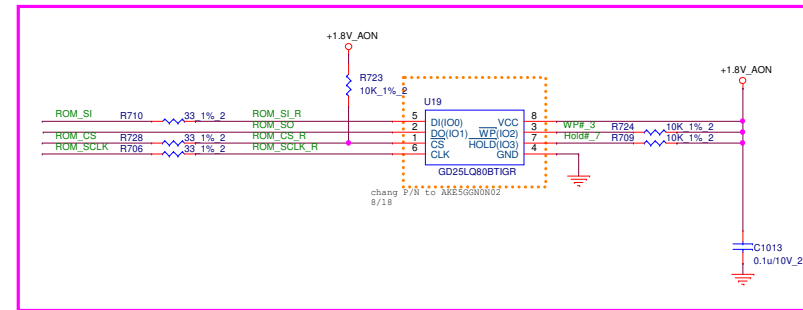 +1.8V_AON
+1.8V_AON
R723
10K_1%_2
U19
ROM_SI R710 33_1%_2 ROM_SI_R 5 DI(IO0) VCC 8
ROM_SO 2 DO(IO1) WP(IO2) 3 WP#_3 R724 10K_1%_2
ROM_CS R728 33_1%_2 ROM_CS_R 1 CS HOLD(IO3) 7 Hold#_7 R709 10K_1%_2
ROM_SCLK R706 33_1%_2 ROM_SCLK_R 6 CLK GND 4
GD25LQ80BTIGR
chang P/N to AKE5GGN0N02
8/18
C1013
0.1u/10V_2